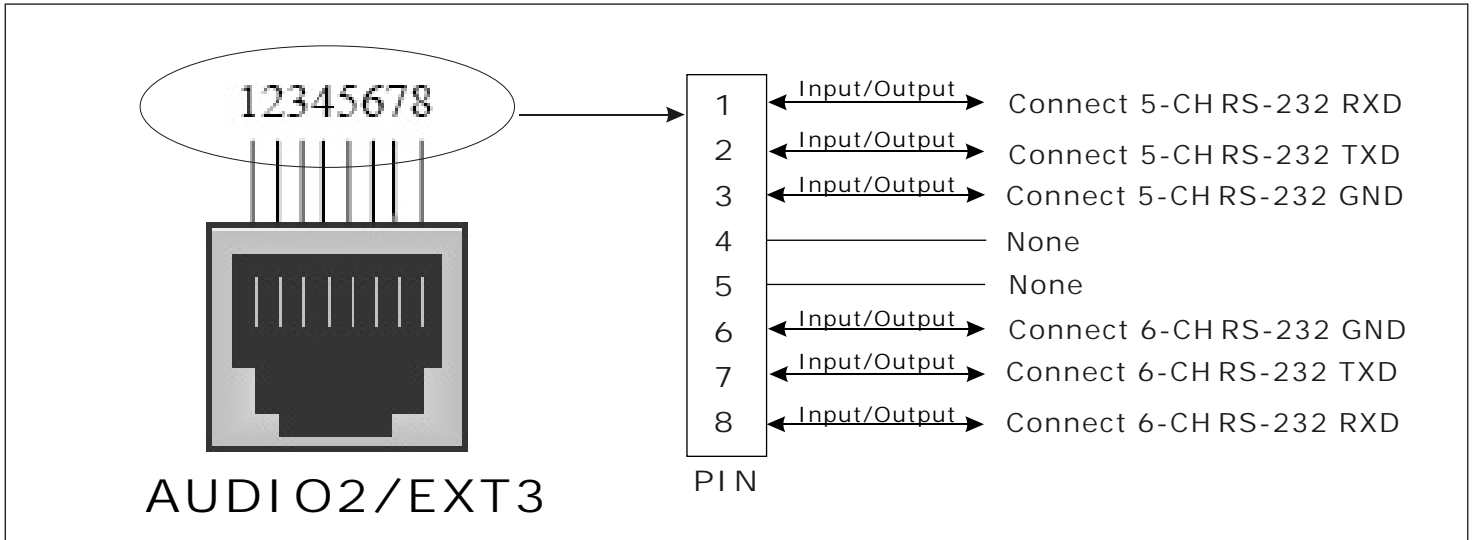 12345678
1 Input/Output Connect 5-CH RS-232 RXD
2 Input/Output Connect 5-CH RS-232 TXD
3 Input/Output Connect 5-CH RS-232 GND
4 None
5 None
6 Input/Output Connect 6-CH RS-232 GND
7 Input/Output Connect 6-CH RS-232 TXD
8 Input/Output Connect 6-CH RS-232 RXD
PIN
AUDIO2/EXT3